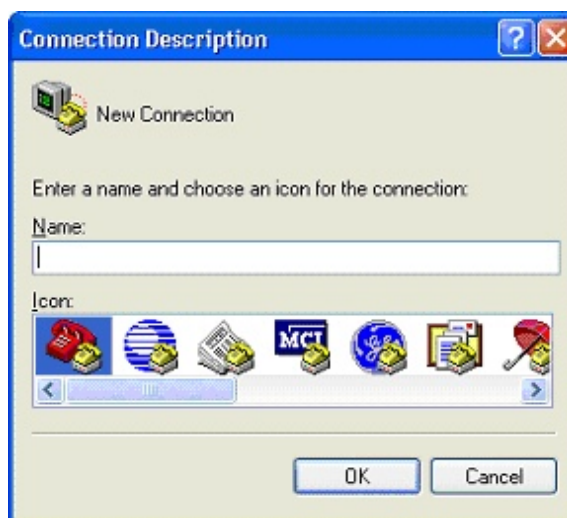 Connection Description
New Connection
Enter a name and choose an icon for the connection:
Name:
Icon:
MCI
OK
Cancel